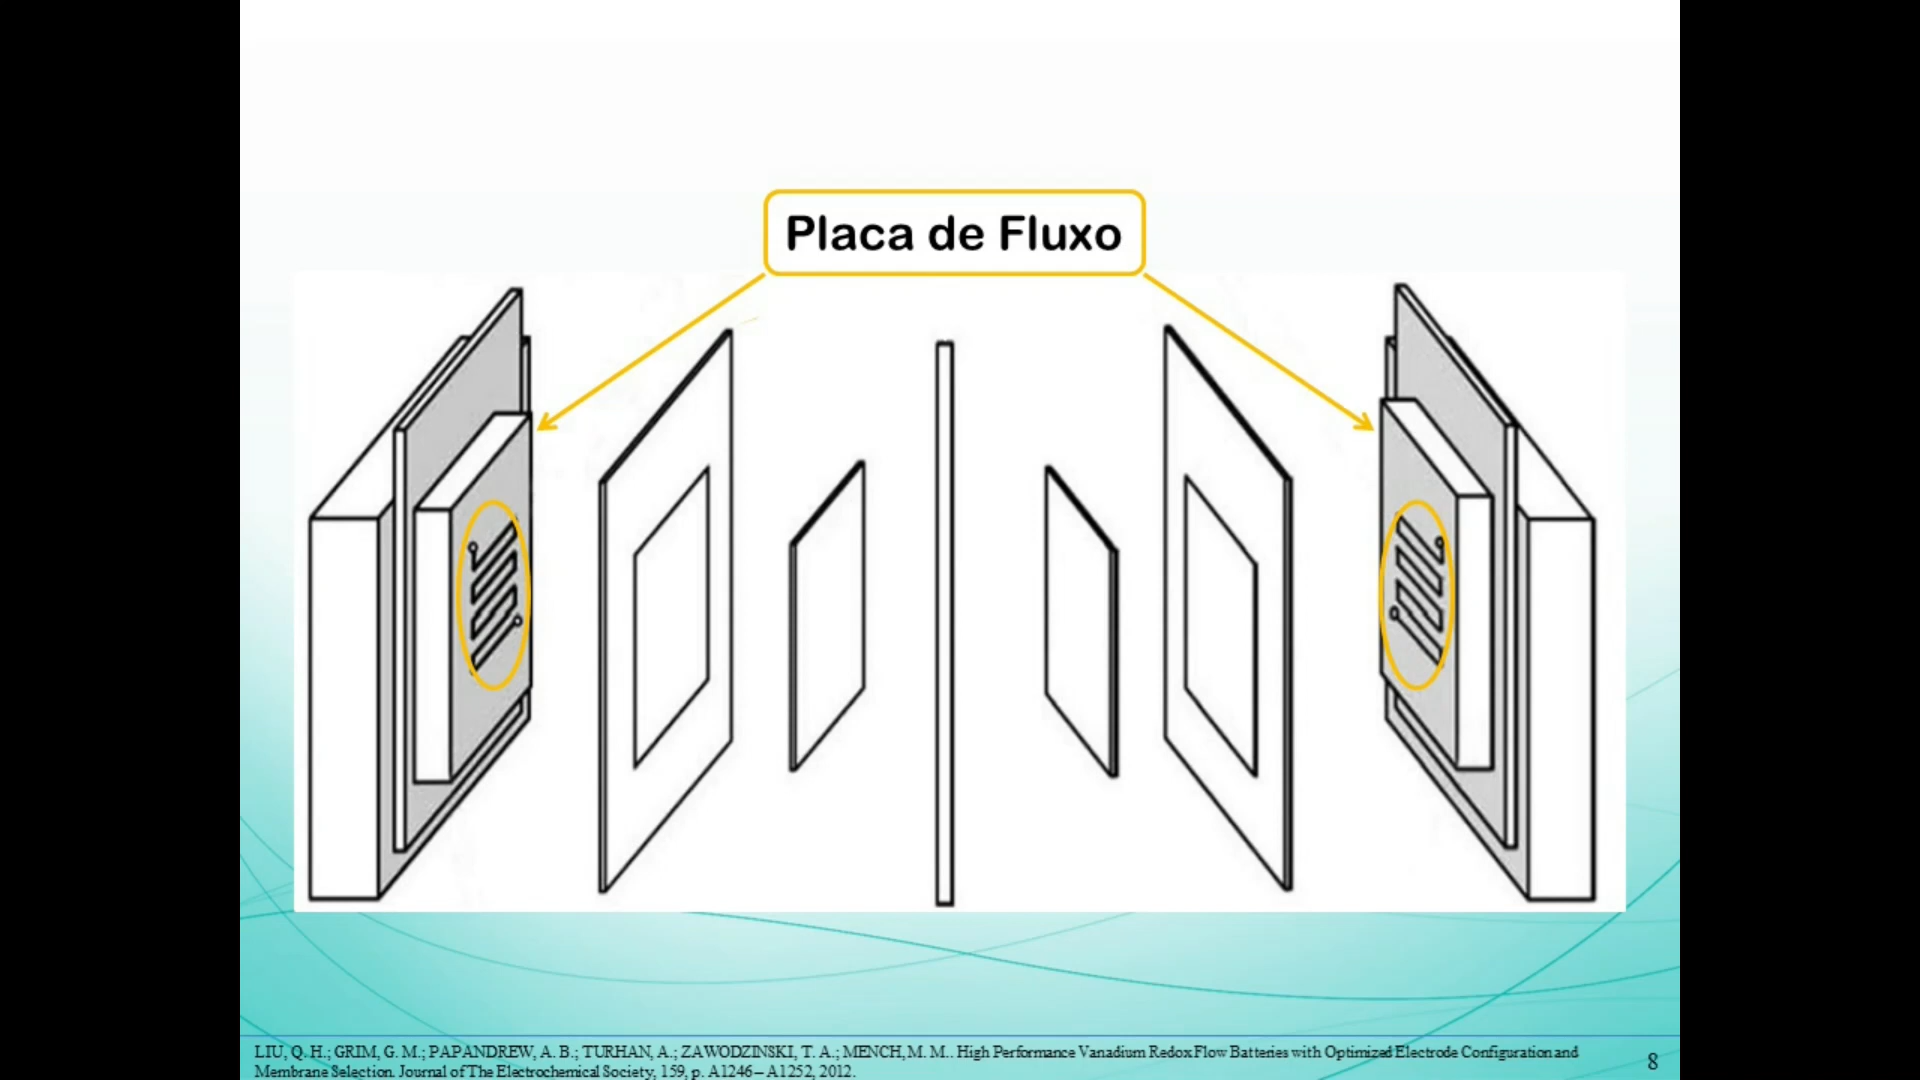 Placa de Fluxo
LIU, Q. H.; GRIM, G. M.; PAPANDREW, A. B.; TURHAN, A.; ZAWODZINSKI, T. A.; MENCH, M. M.. High Performance Vanadium Redox Flow Batteries with Optimized Electrode Configuration and
Membrane Selection. Journal of The Electrochemical Society, 159, p. A1246 – A1252, 2012.
8